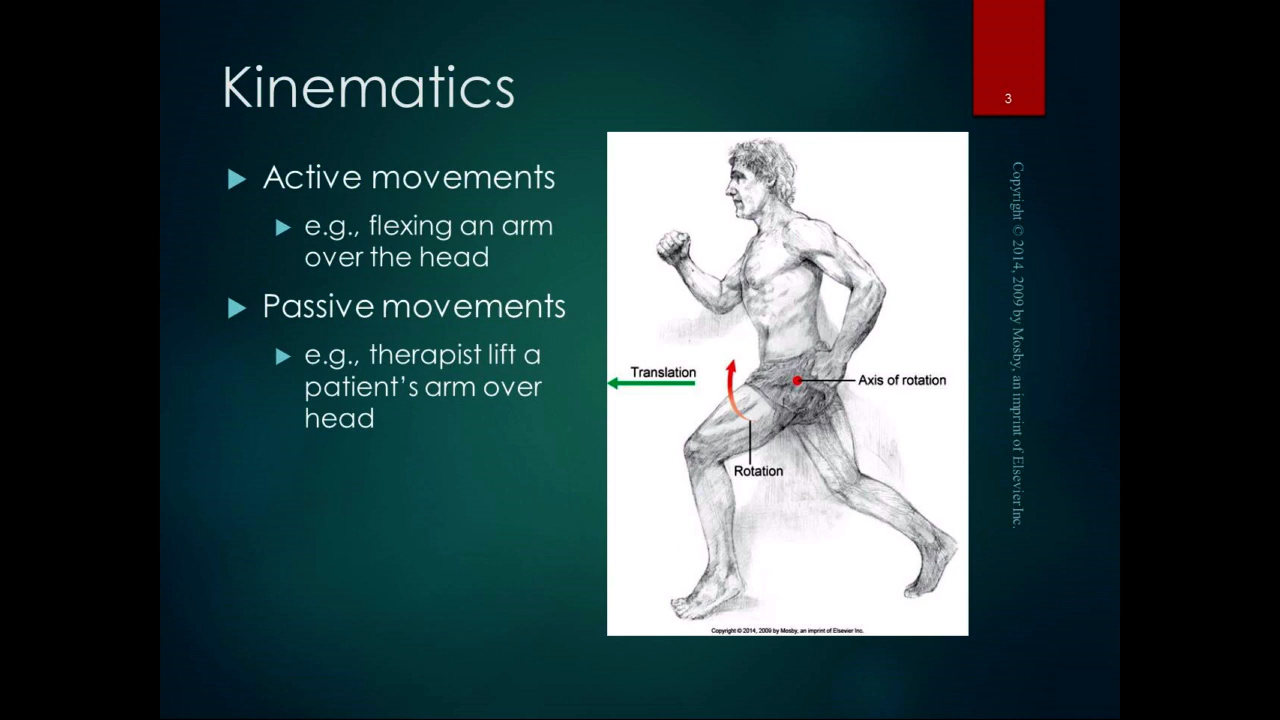 Kinematics
3
Active movements
e.g., flexing an arm
over the head
Passive movements
e.g., therapist lift a
patient's arm over
head
Translation
Axis of rotation
Rotation
Copyright © 2014, 2009 by Mosby, an imprint of Elsevier Inc.
Copyright © 2014, 2009 by Mosby, an imprint of Elsevier Inc.